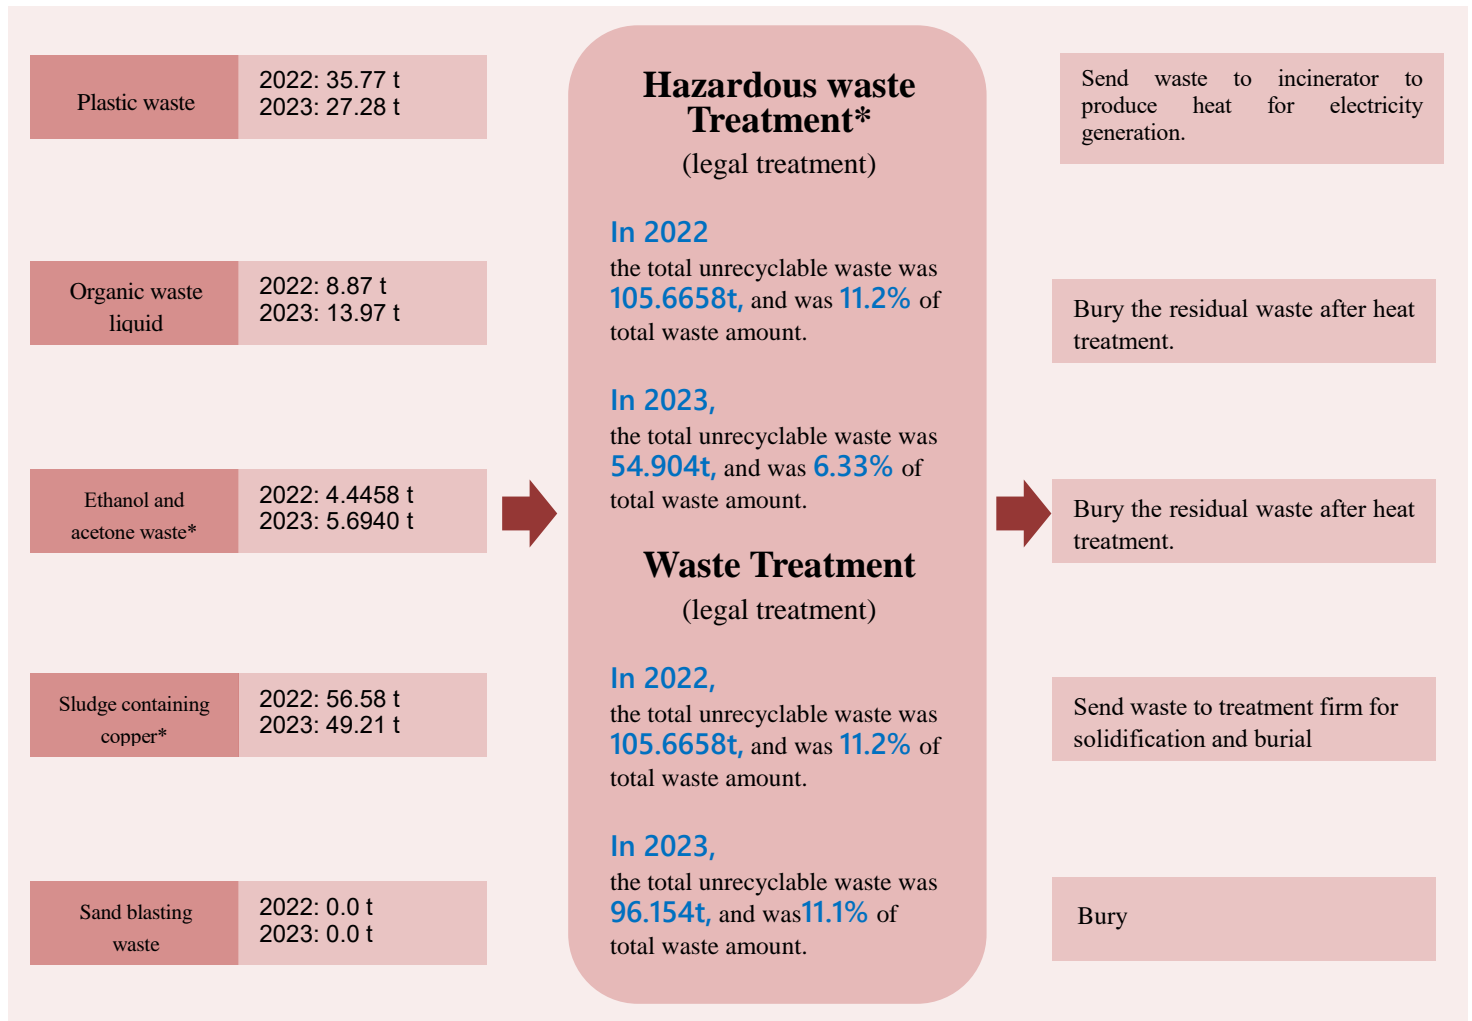 Plastic waste
2022: 35.77 t
2023: 27.28 t
Organic waste
liquid
2022: 8.87 t
2023: 13.97 t
Ethanol and
acetone waste*
2022: 4.4458 t
2023: 5.6940 t
Sludge containing
copper*
2022: 56.58 t
2023: 49.21 t
Sand blasting
waste
2022: 0.0 t
2023: 0.0 t
Hazardous waste
Treatment*
(legal treatment)
In 2022
the total unrecyclable waste was
105.6658t, and was 11.2% of
total waste amount.
In 2023,
the total unrecyclable waste was
54.904t, and was 6.33% of
total waste amount.
Waste Treatment
(legal treatment)
In 2022,
the total unrecyclable waste was
105.6658t, and was 11.2% of
total waste amount.
In 2023,
the total unrecyclable waste was
96.154t, and was11.1% of
total waste amount.
Send waste to incinerator to
produce heat for electricity
generation.
Bury the residual waste after heat
treatment.
Bury the residual waste after heat
treatment.
Send waste to treatment firm for
solidification and burial
Bury